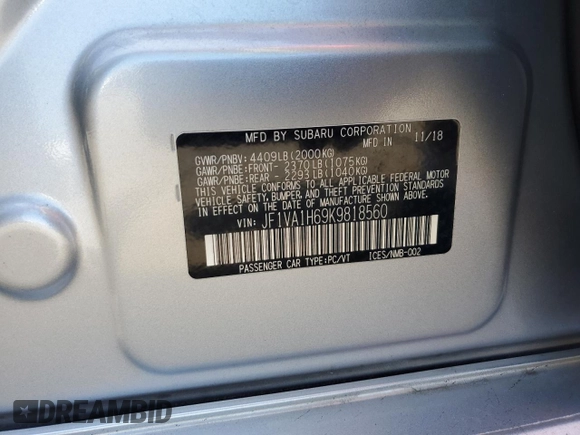 MFD BY SUBARU CORPORATION 11/18
GVWR/PNBV: 4409LB(2000KG)
GAWR/PNBE:FRONT- 2370LB(1075KG)
GAWR/PNBE:REAR - 2293LB(1040KG)
THIS VEHICLE CONFORMS TO ALL APPLICABLE FEDERAL MOTOR
VEHICLE SAFETY, BUMPER, AND THEFT PREVENTION STANDARDS
IN EFFECT ON THE DATE OF MANUFACTURE SHOWN ABOVE.
VIN: JF1VA1H69K9818560
PASSENGER CAR TYPE:PC/VT ICES/NMB-002
DREAMBID